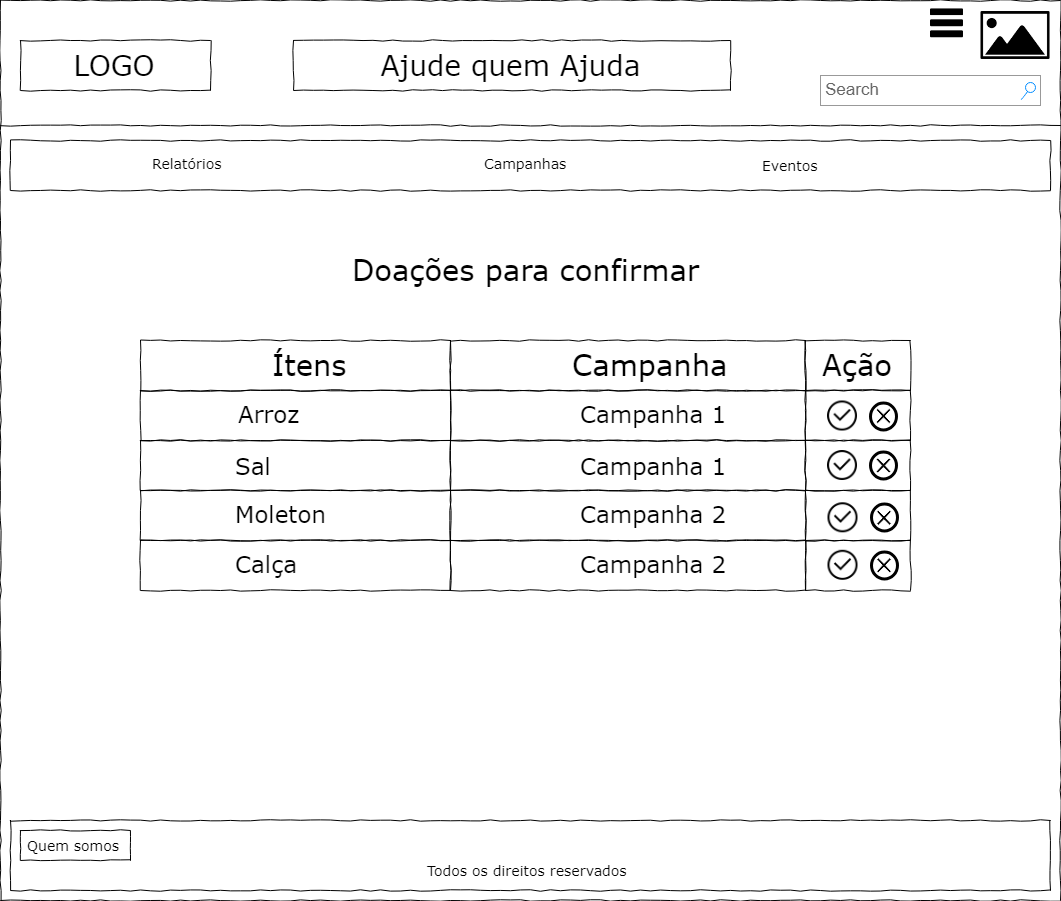 LOGO
Ajude quem Ajuda
Search
Relatórios
Campanhas
Eventos
Doações para confirmar
Ítens
Campanha
Ação
Arroz
Campanha 1
Sal
Campanha 1
Moleton
Campanha 2
Calça
Campanha 2
Quem somos
Todos os direitos reservados